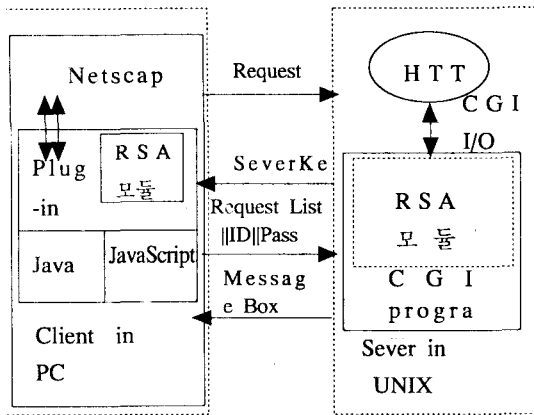 Netscap
Plug
-in
RSA
모듈
Java
JavaScript
Client in
PC
Request
SeverKe
Request List
||ID||Pass
Messag
e Box
HTT
CGI
I/O
RSA
모듈
CGI
progra
Sever in
UNIX